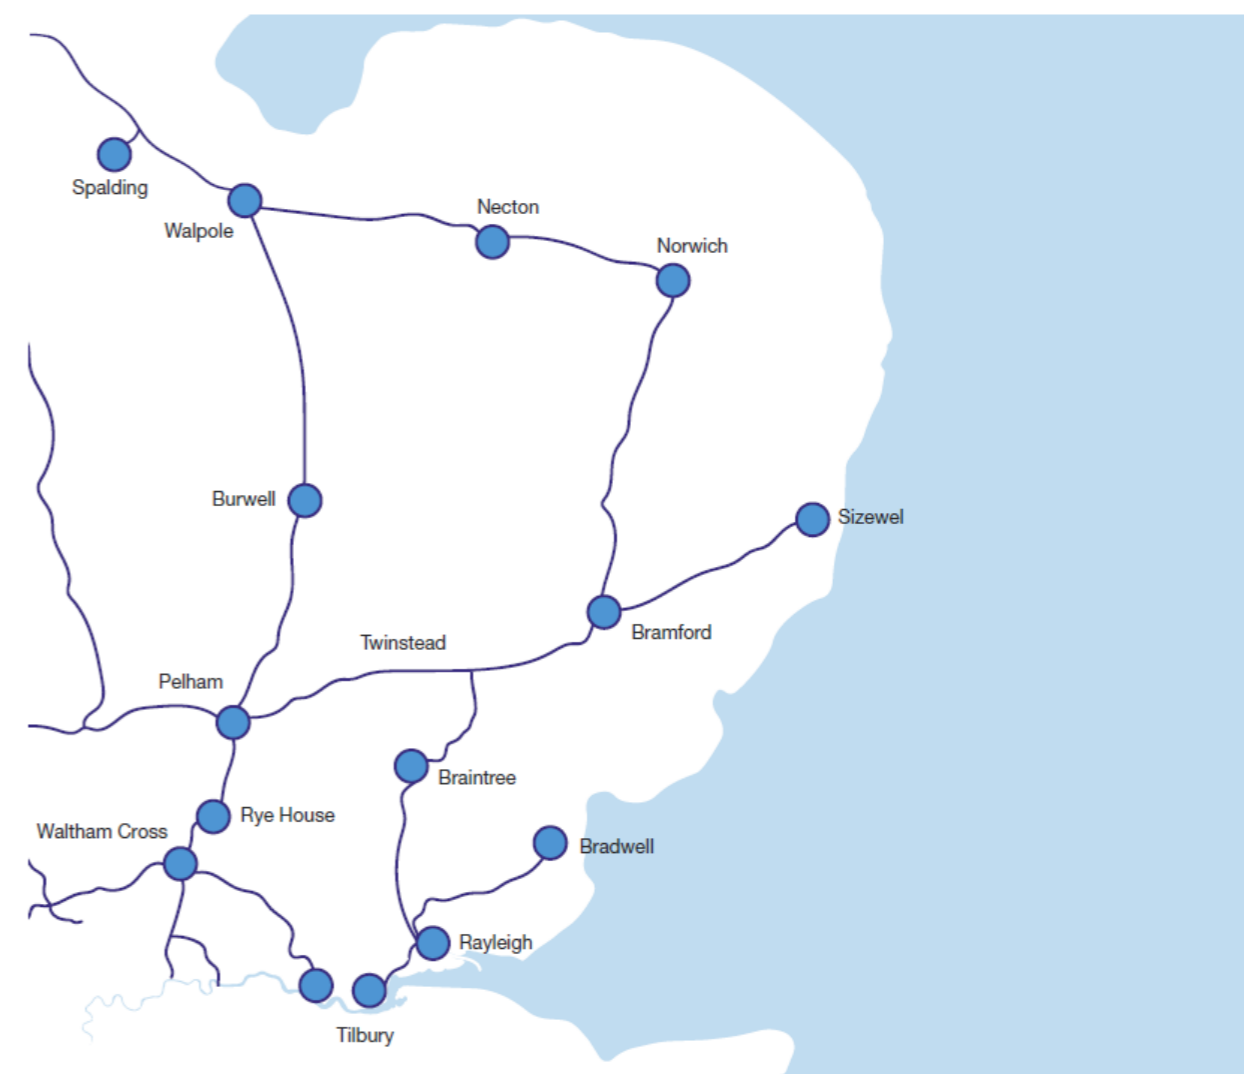 Spalding
Walpole
Necton
Norwich
Burwell
Sizewel
Bramford
Twinstead
Pelham
Braintree
Rye House
Waltham Cross
Bradwell
Rayleigh
Tilbury